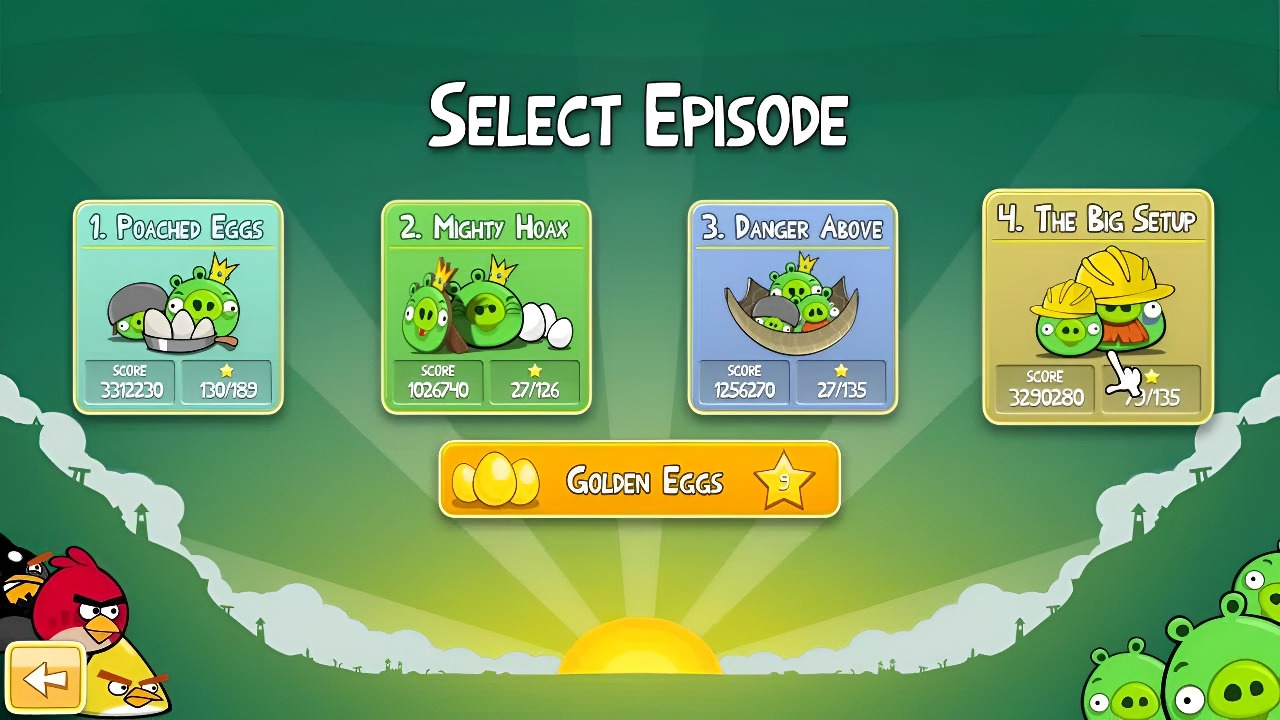 SELECT EPISODE
1. POACHED EGGS
SCORE
3312230
130/189
2. MIGHTY HOAX
SCORE
1026740
27/126
3. DANGER ABOVE
SCORE
1256270
27/135
4. THE BIG SETUP
SCORE
3290280
/135
GOLDEN EGGS
9